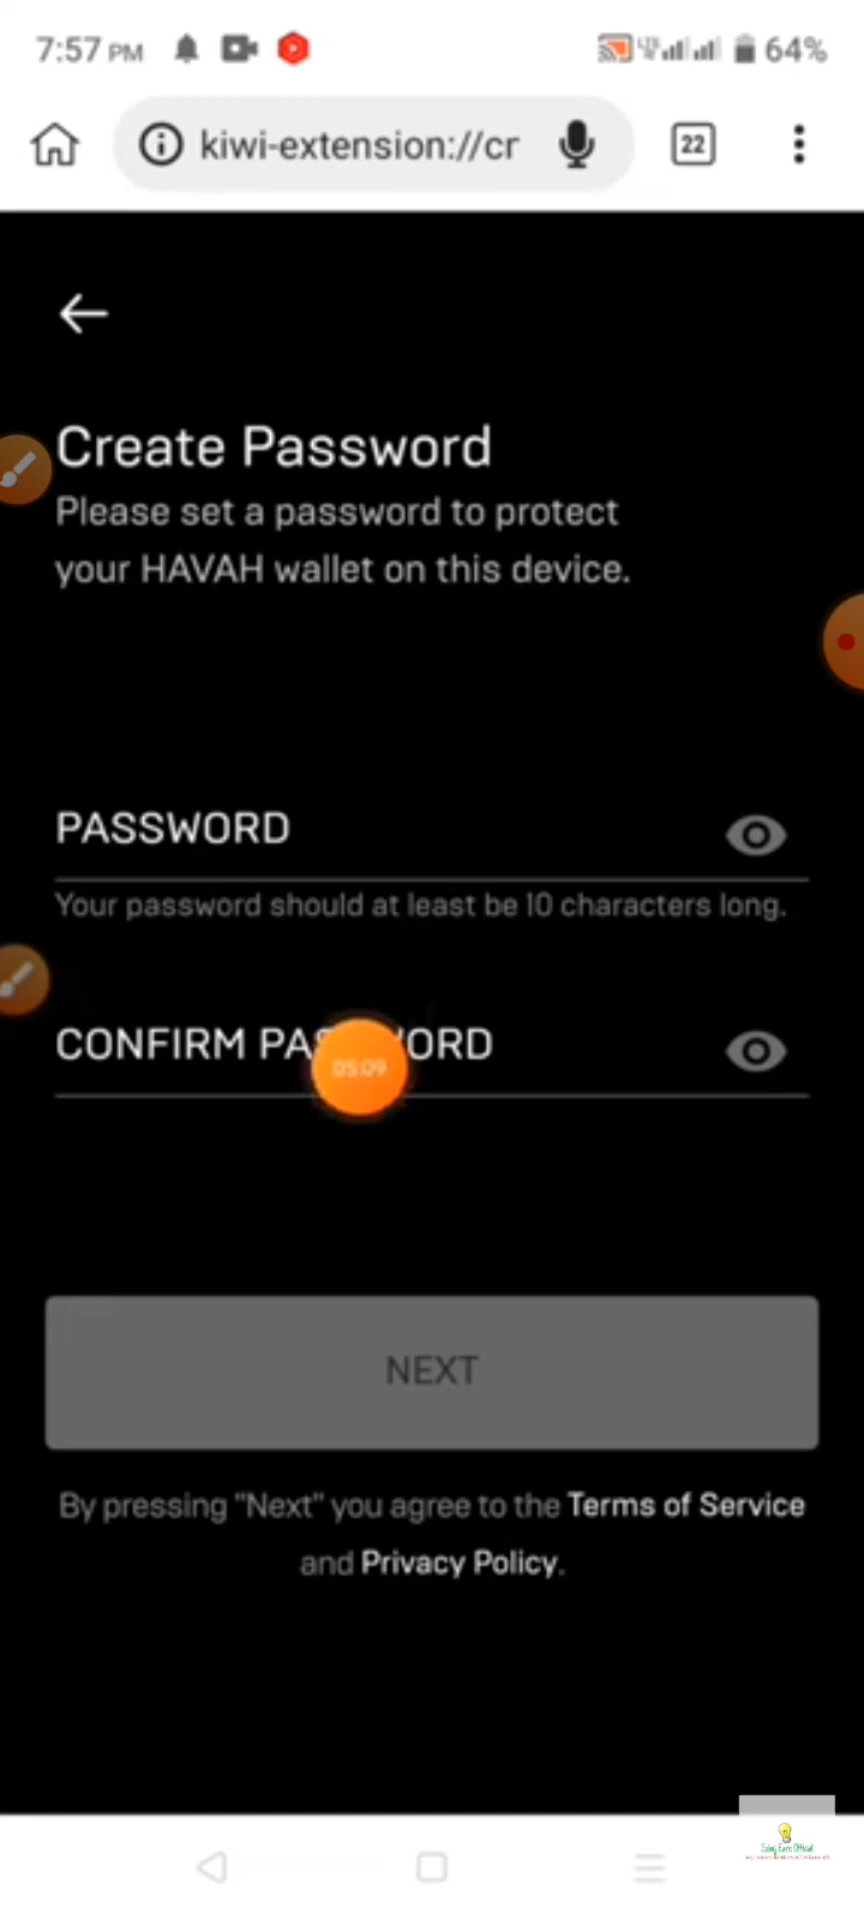 7:57 PM
64%
kiwi-extension://cr
22
Create Password
Please set a password to protect
your HAVAH wallet on this device.
PASSWORD
Your password should at least be 10 characters long.
CONFIRM PA WORD
05:09
NEXT
By pressing "Next" you agree to the Terms of Service
and Privacy Policy.